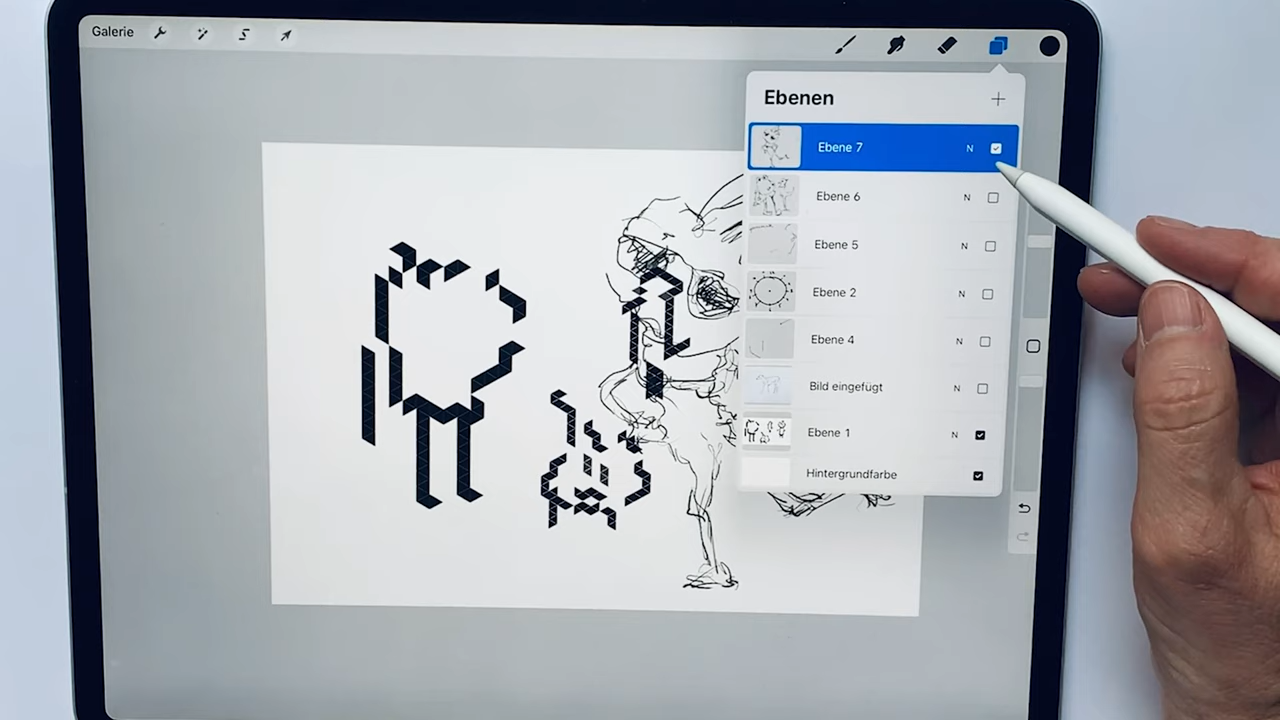 Galerie
Ebenen
Ebene 7 N
Ebene 6 N
Ebene 5 N
Ebene 2 N
Ebene 4 N
Bild eingefügt N
Ebene 1 N
Hintergrundfarbe